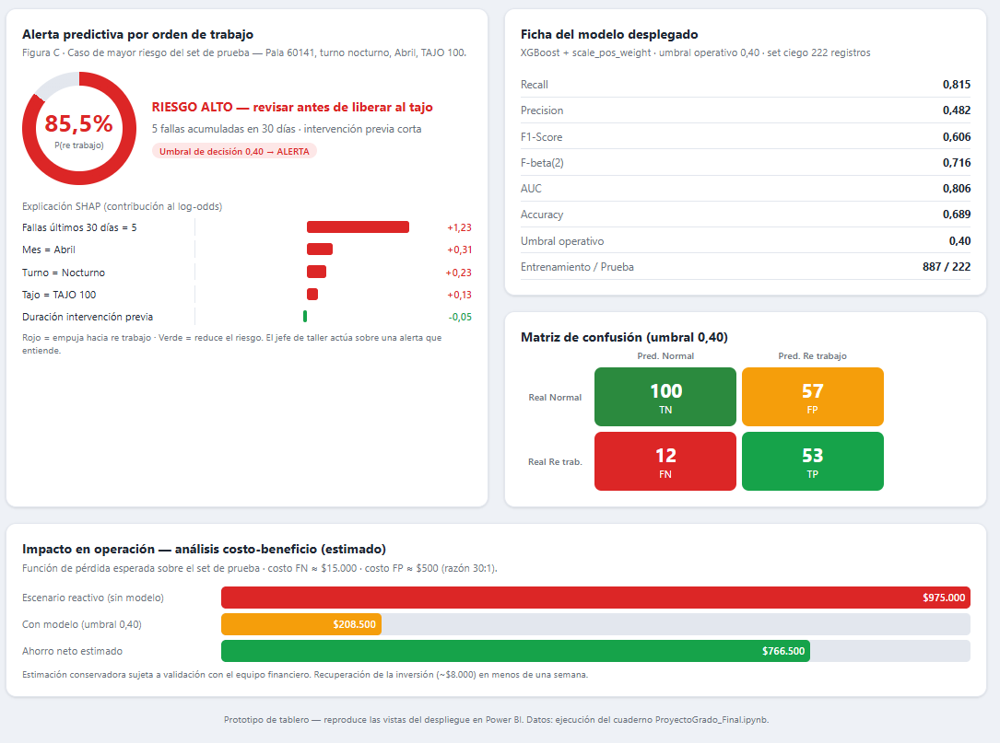 Alerta predictiva por orden de trabajo
Figura C · Caso de mayor riesgo del set de prueba — Pala 60141, turno nocturno, Abril, TAJO 100.
85,5%
P(re trabajo)
RIESGO ALTO — revisar antes de liberar al tajo
5 fallas acumuladas en 30 días · intervención previa corta
Umbral de decisión 0,40 → ALERTA
Explicación SHAP (contribución al log-odds)
Fallas últimos 30 días = 5 +1,23
Mes = Abril +0,31
Turno = Nocturno +0,23
Tajo = TAJO 100 +0,13
Duración intervención previa -0,05
Rojo = empuja hacia re trabajo · Verde = reduce el riesgo. El jefe de taller actúa sobre una alerta que
entiende.
Ficha del modelo desplegado
XGBoost + scale_pos_weight · umbral operativo 0,40 · set ciego 222 registros
Recall 0,815
Precision 0,482
F1-Score 0,606
F-beta(2) 0,716
AUC 0,806
Accuracy 0,689
Umbral operativo 0,40
Entrenamiento / Prueba 887 / 222
Matriz de confusión (umbral 0,40)
Pred. Normal Pred. Re trabajo
Real Normal 100 57
TN FP
Real Re trab. 12 53
FN TP
Impacto en operación — análisis costo-beneficio (estimado)
Función de pérdida esperada sobre el set de prueba · costo FN ≈ $15.000 · costo FP ≈ $500 (razón 30:1).
Escenario reactivo (sin modelo) $975.000
Con modelo (umbral 0,40) $208.500
Ahorro neto estimado $766.500
Estimación conservadora sujeta a validación con el equipo financiero. Recuperación de la inversión (~$8.000) en menos de una semana.
Prototipo de tablero — reproduce las vistas del despliegue en Power BI. Datos: ejecución del cuaderno ProyectoGrado_Final.ipynb.